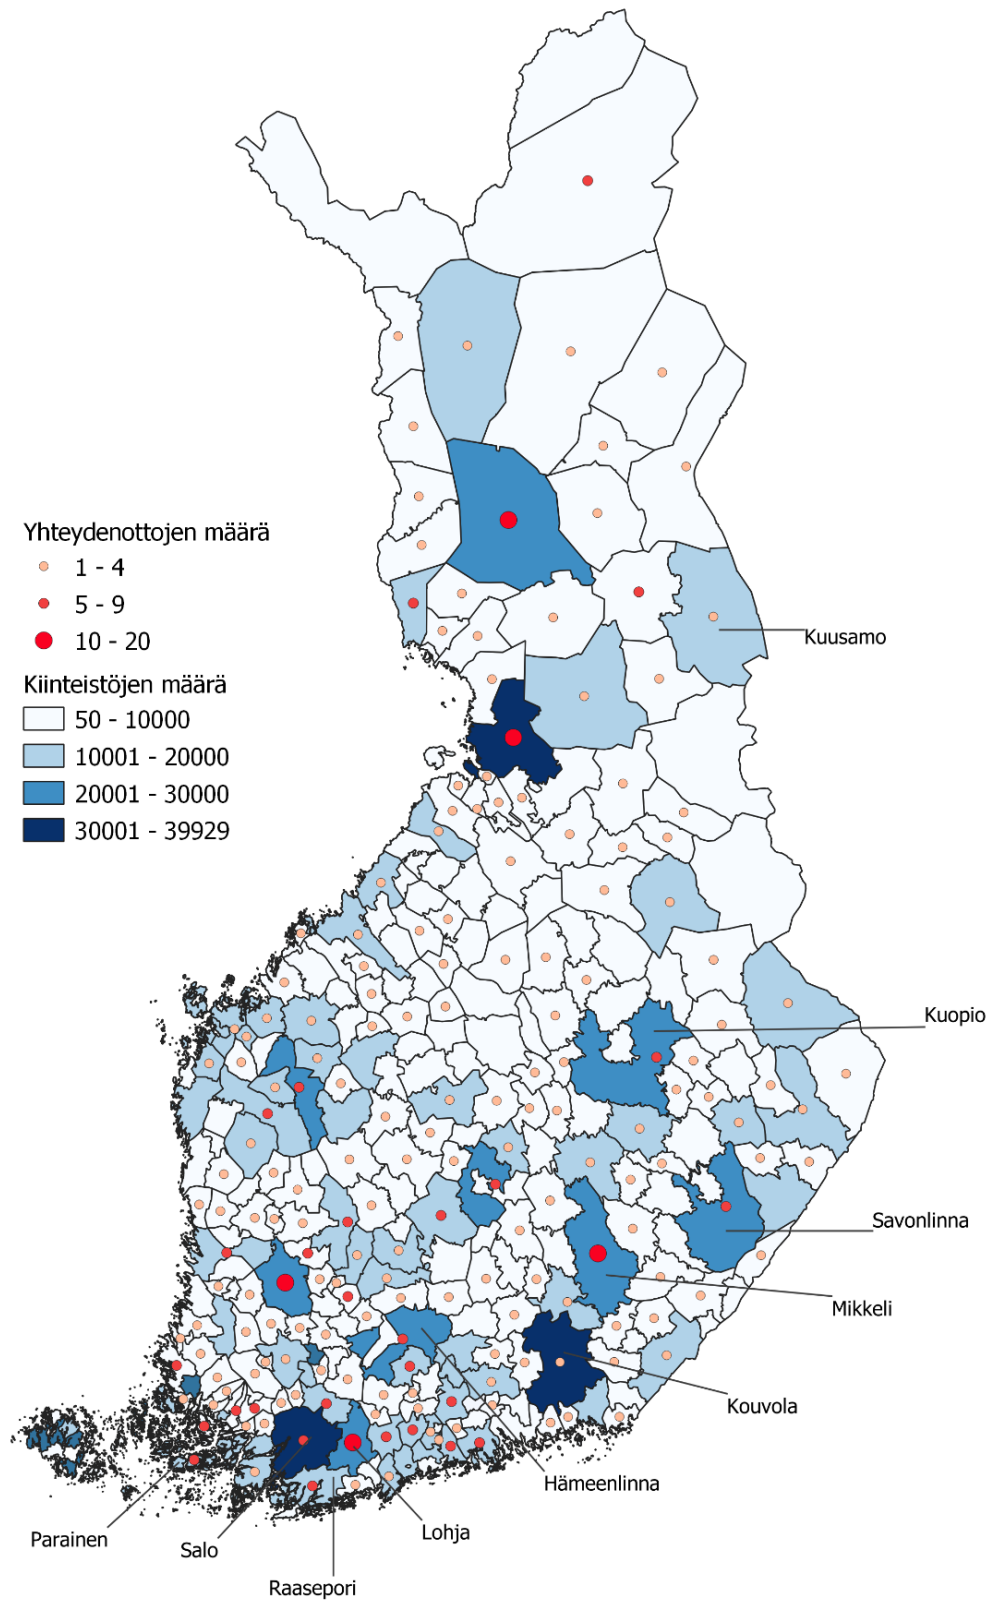 Yhteydenottojen määrä
1 - 4
5 - 9
10 - 20
Kiinteistöjen määrä
50 - 10000
10001 - 20000
20001 - 30000
30001 - 39929
Kuusamo
Kuopio
Savonlinna
Mikkeli
Kouvola
Hämeenlinna
Lohja
Parainen
Salo
Raasepori